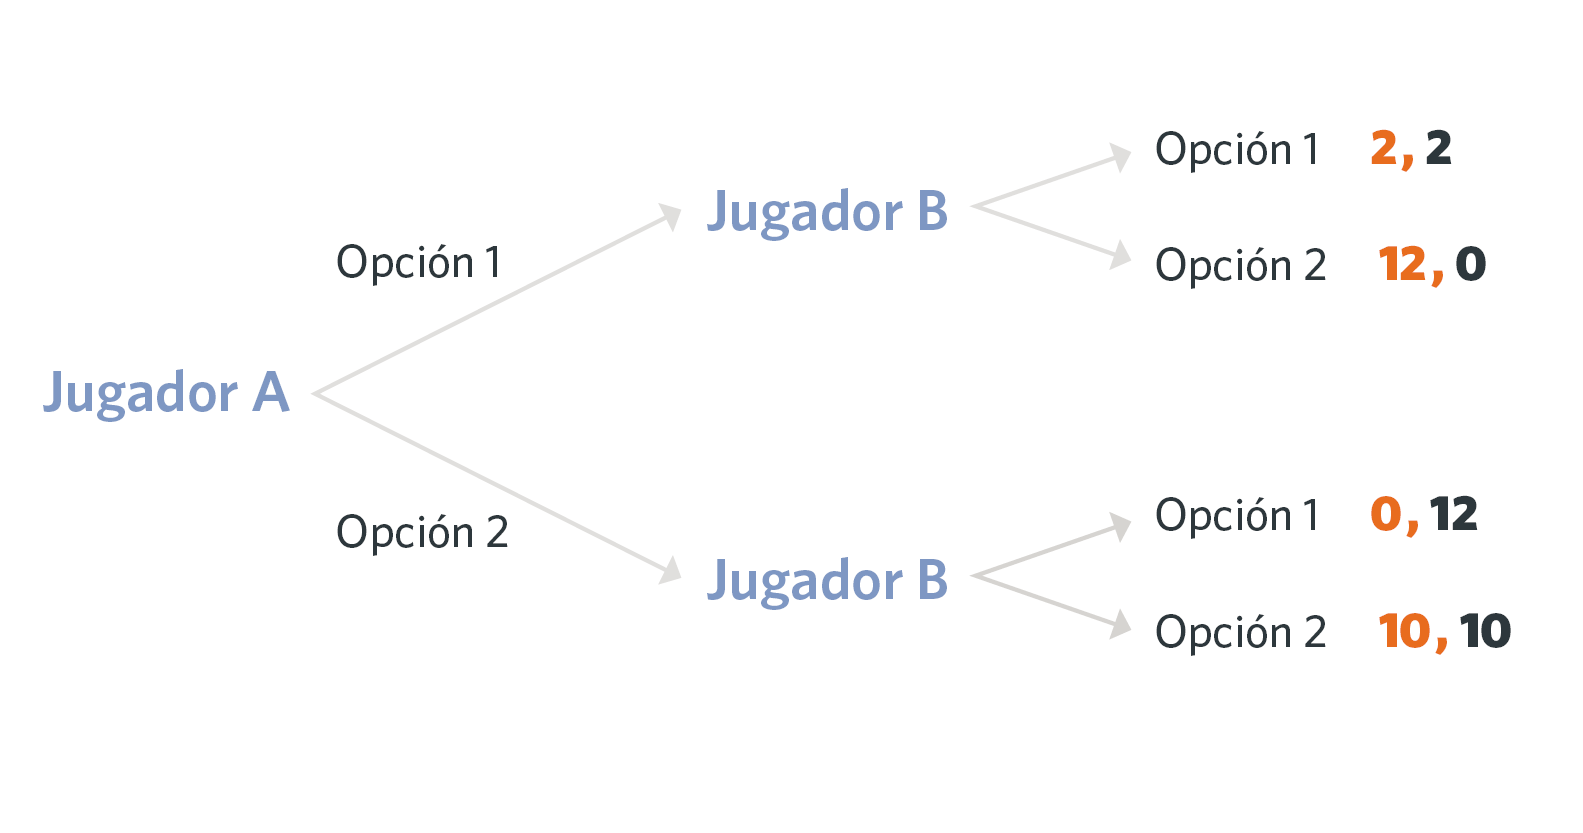 Opción 1 2, 2
Jugador B
Opción 1
Opción 2 12, 0
Jugador A
Opción 2
Opción 1 0, 12
Jugador B
Opción 2 10, 10